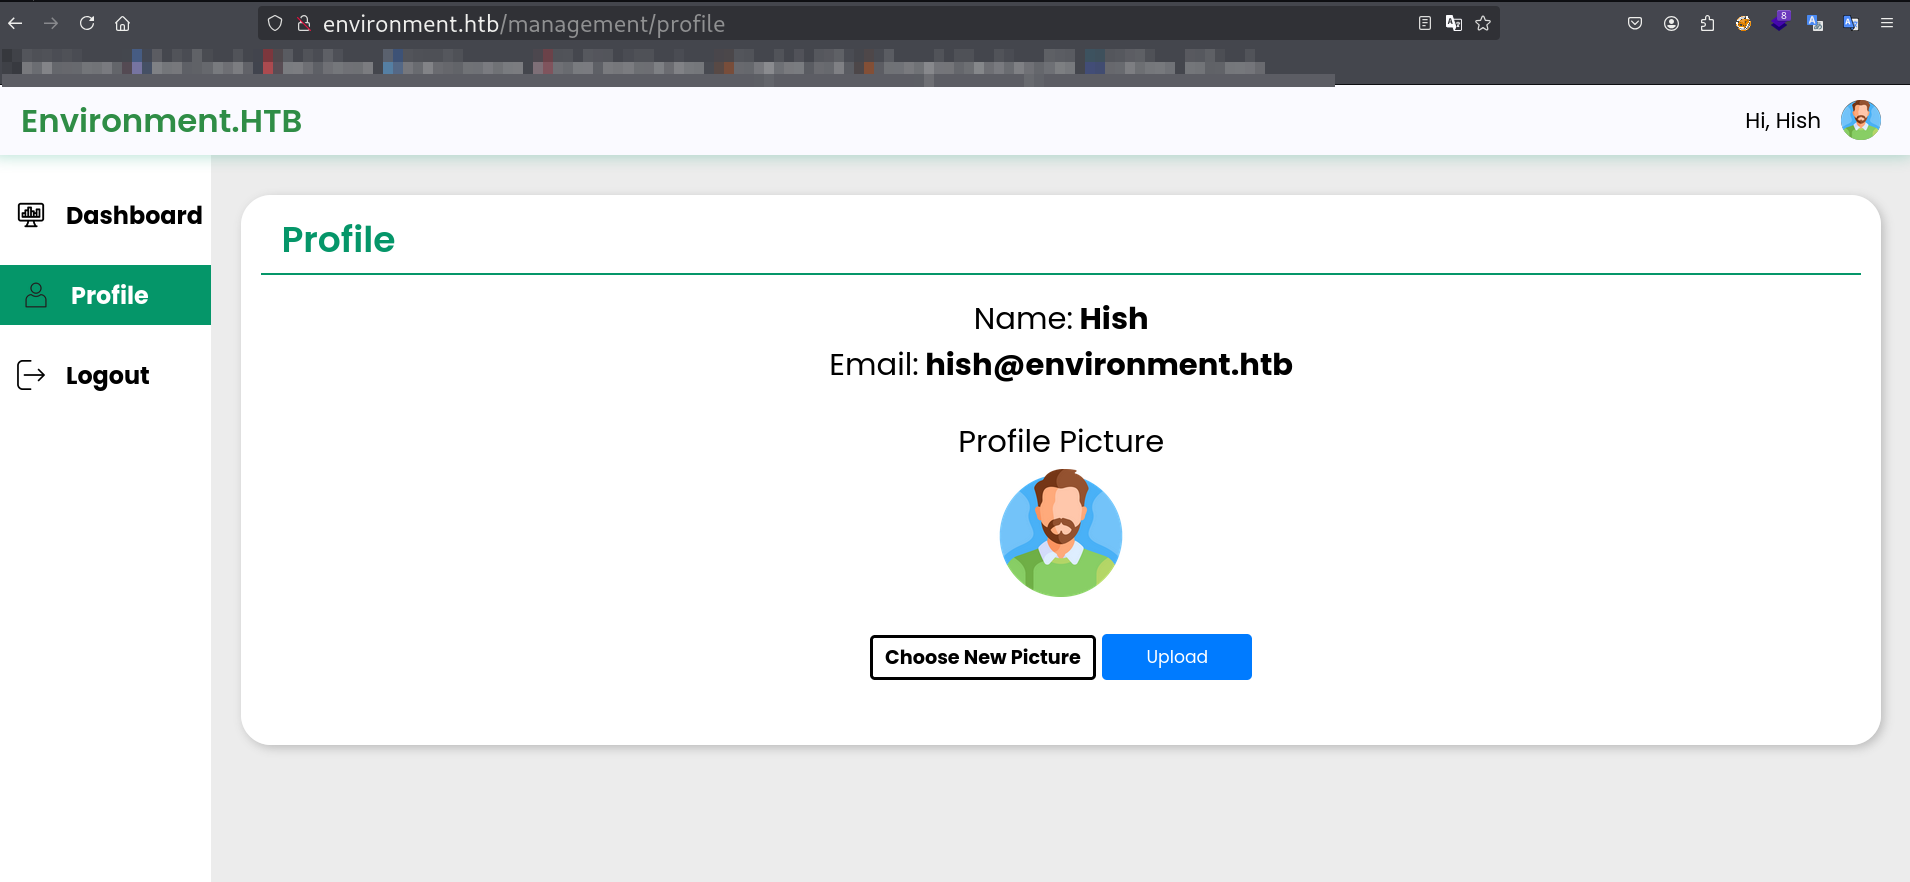 environment.htb/management/profile
8
Environment.HTB
Hi, Hish
Dashboard
Profile
Logout
Profile
Name: Hish
Email: hish@environment.htb
Profile Picture
Choose New Picture
Upload